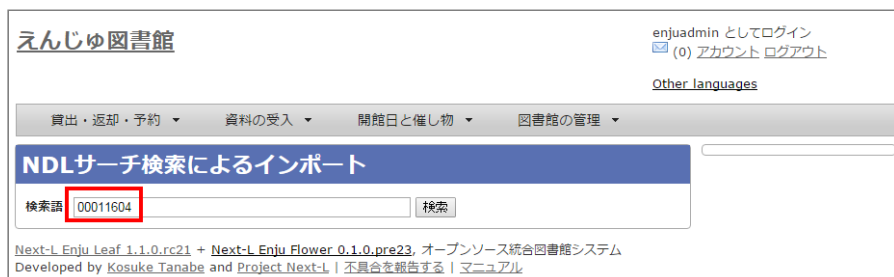 えんじゅ図書館
enjuadmin としてログイン
(0) アカウント ログアウト
Other languages
貸出・返却・予約 ▼ 資料の受入 ▼ 開館日と催し物 ▼ 図書館の管理 ▼
NDLサーチ検索によるインポート
検索語 00011604 検索
Next-L Enju Leaf 1.1.0.rc21 + Next-L Enju Flower 0.1.0.pre23, オープンソース統合図書館システム
Developed by Kosuke Tanabe and Project Next-L | 不具合を報告する | マニュアル